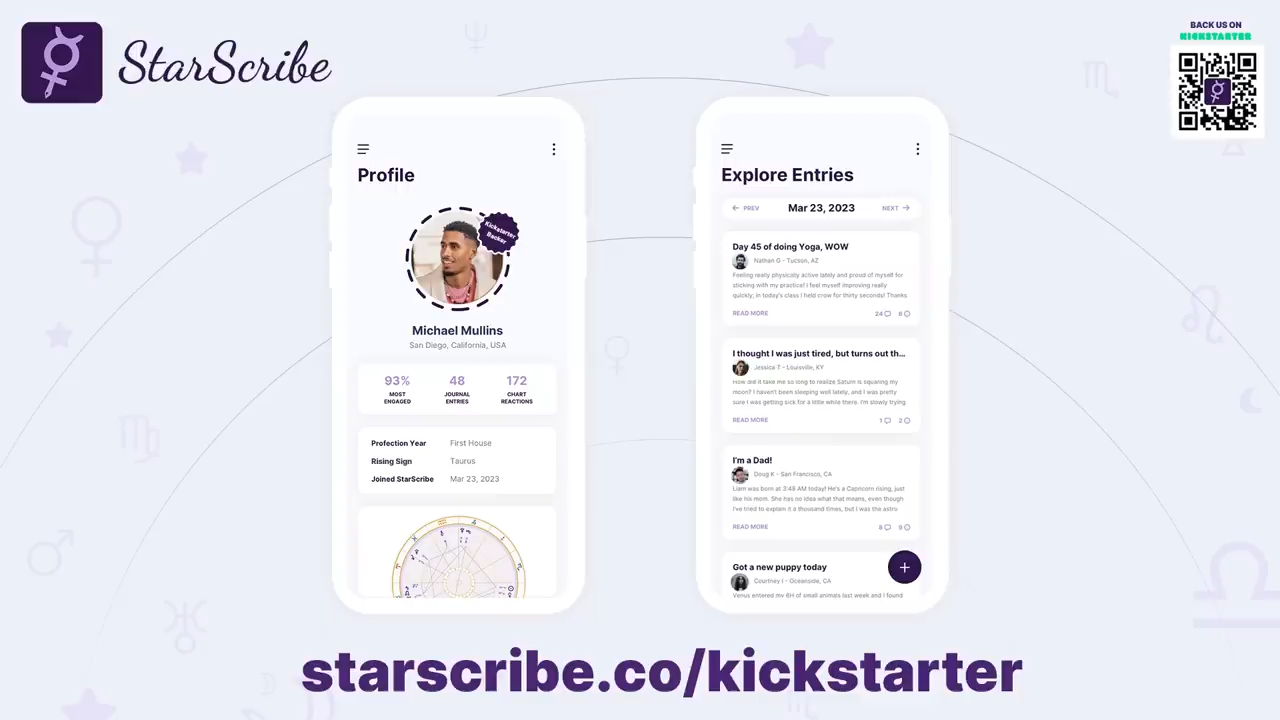 StarScribe
BACK US ON
KICKSTARTER
Profile
Kickstarter
Backer
Michael Mullins
San Diego, California, USA
93%
48
172
MOST
ENGAGED
JOURNAL
ENTRIES
CHART
REACTIONS
Profection Year
First House
Rising Sign
Taurus
Joined StarScribe
Mar 23, 2023
Explore Entries
PREV
Mar 23, 2023
NEXT
Day 45 of doing Yoga, WOW
Nathan G - Tucson, AZ
Feeling really physically active lately and proud of myself for
sticking with my practice! I feel myself improving really
quickly; in today's class I held crow for thirty seconds! Thanks
READ MORE
24
6
I thought I was just tired, but turns out th...
Jessica T - Louisville, KY
How did it take me so long to realize Saturn is squaring my
moon? I haven't been sleeping well lately, and I was pretty
sure I was getting sick for a little while there. I'm slowly trying
READ MORE
1
2
I'm a Dad!
Doug K - San Francisco, CA
Liam was born at 3:48 AM today! He's a Capricorn rising, just
like his mom. She has no idea what that means, even though
I've tried to explain it a thousand times, but I was the astro
READ MORE
8
9
Got a new puppy today
Courtney I - Oceanside, CA
Venus entered my 6H of small animals last week and I found
starscribe.co/kickstarter